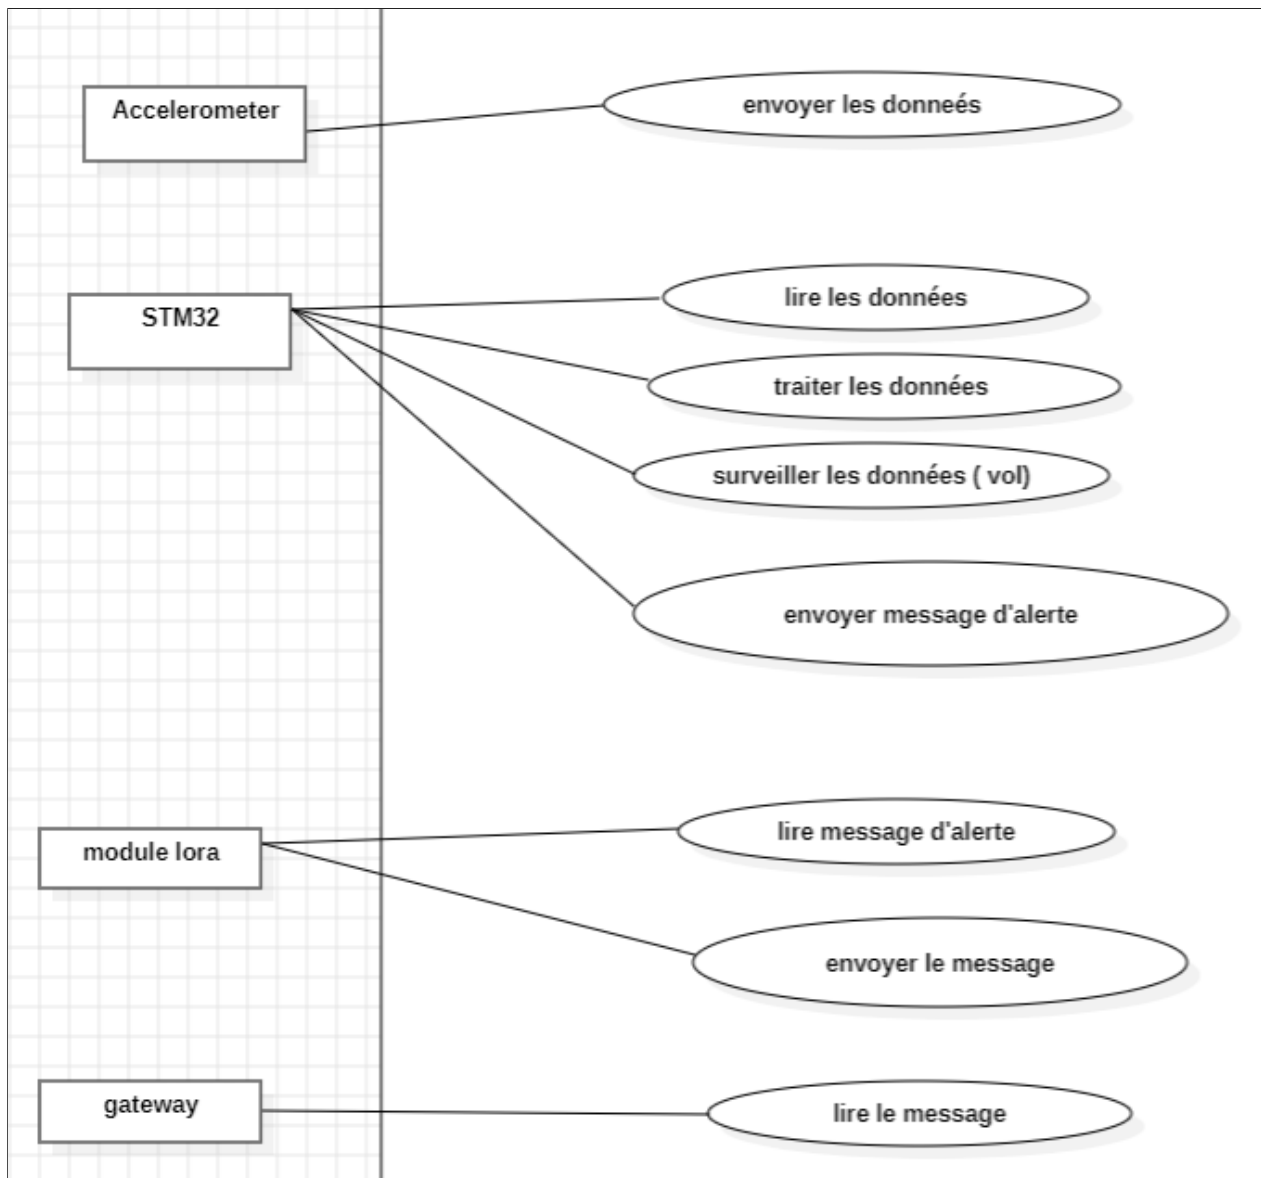 Accelerometer
envoyer les donneés
STM32
lire les données
traiter les données
surveiller les données ( vol)
envoyer message d'alerte
module lora
lire message d'alerte
envoyer le message
gateway
lire le message